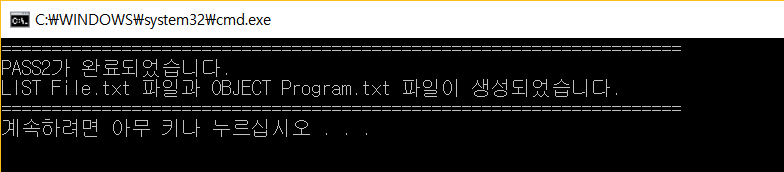 C:₩WINDOWS₩system32₩cmd.exe
=====================================================================================
PASS2가 완료되었습니다.
LIST File.txt 파일과 OBJECT Program.txt 파일이 생성되었습니다.
=====================================================================================
계속하려면 아무 키나 누르십시오 . . .